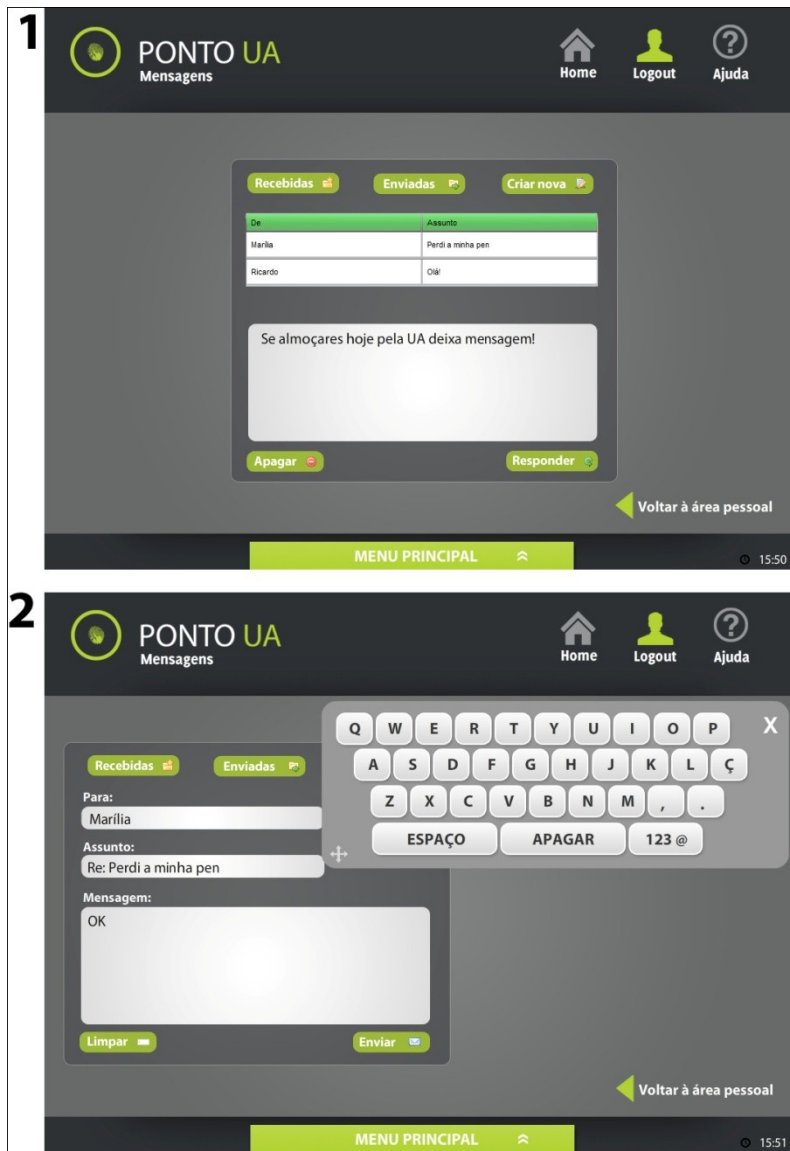 1
PONTO UA
Mensagens
Home Logout Ajuda
Recebidas Enviadas Criar nova
De Assunto
Marília Perdi a minha pen
Ricardo Olá!
Se almoçares hoje pela UA deixa mensagem!
Apagar Responder
Voltar à área pessoal
MENU PRINCIPAL
15:50
2
PONTO UA
Mensagens
Home Logout Ajuda
Q W E R T Y U I O P X
A S D F G H J K L Ç
Z X C V B N M , .
ESPAÇO APAGAR 123 @
Recebidas Enviadas
Para:
Marília
Assunto:
Re: Perdi a minha pen
Mensagem:
OK
Limpar Enviar
Voltar à área pessoal
MENU PRINCIPAL
15:51